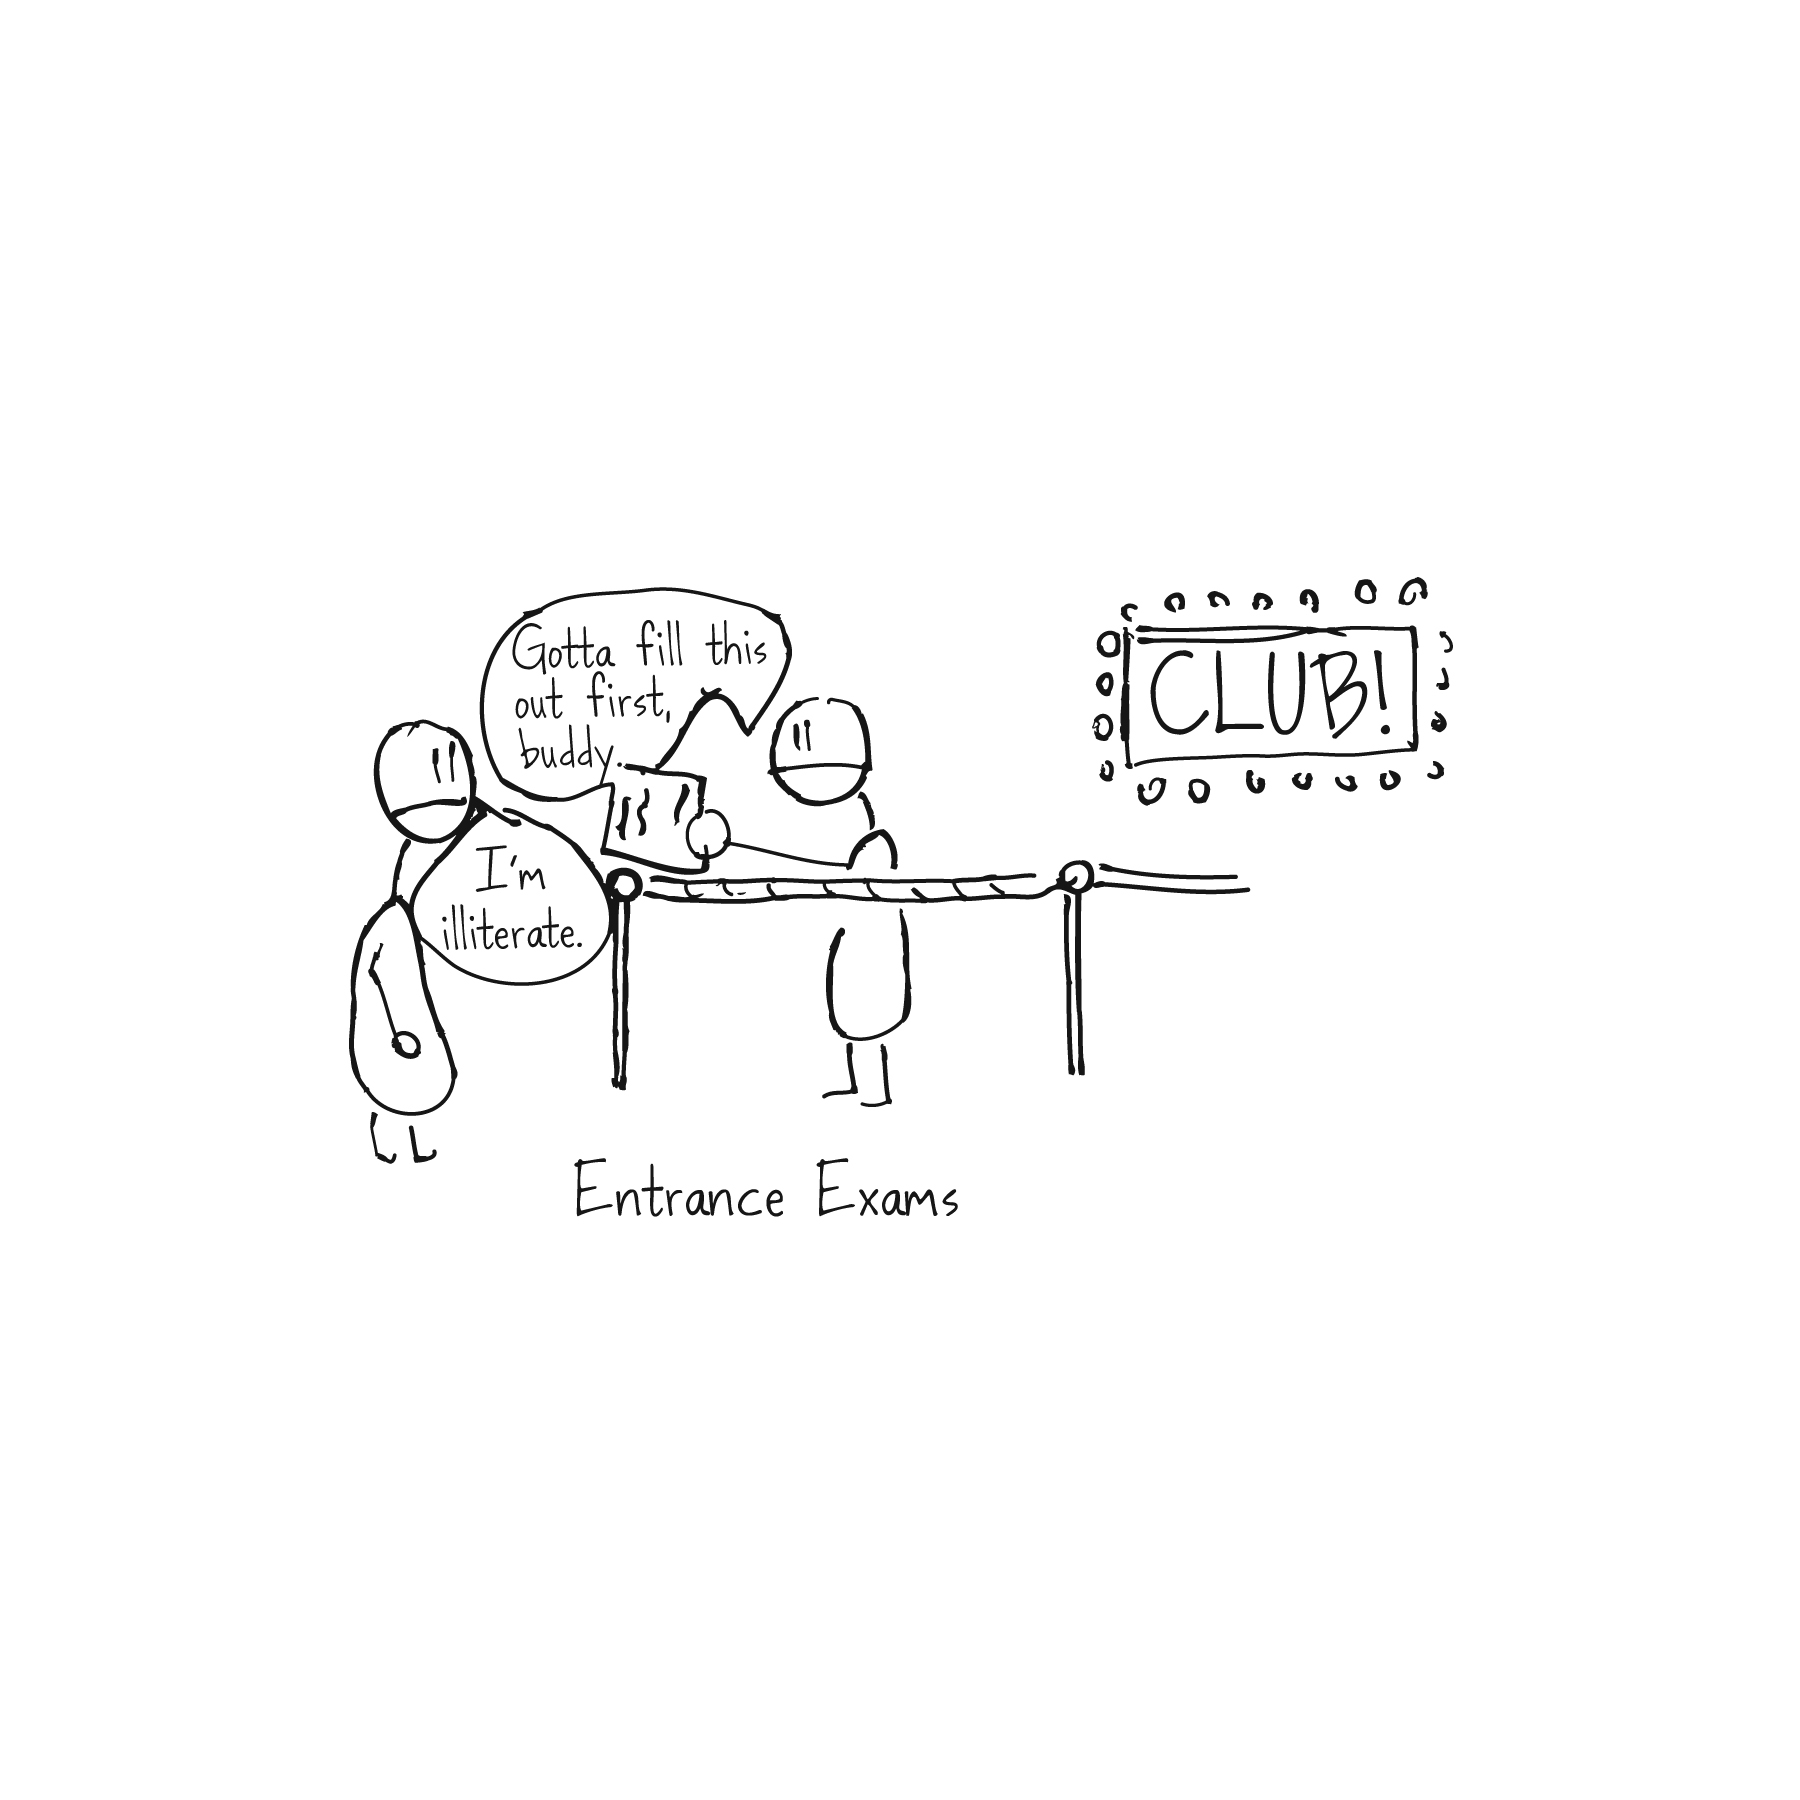 Gotta fill this
out first,
buddy.
CLUB!
I'm
illiterate.
Entrance Exams